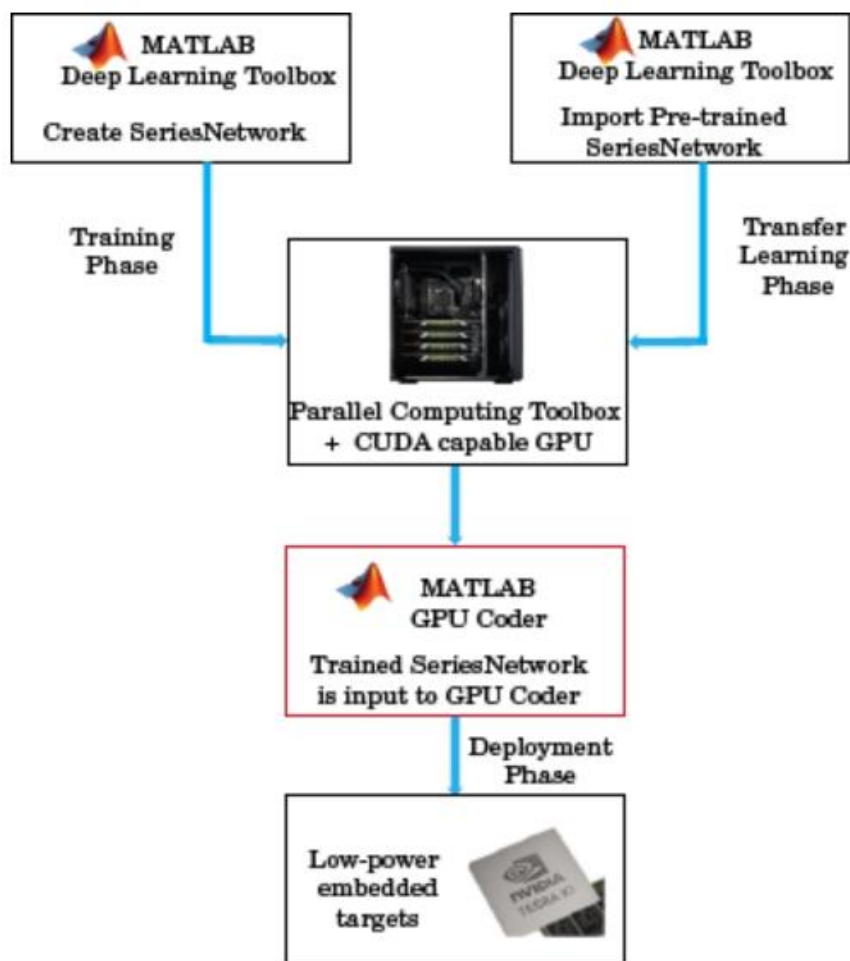 MATLAB
Deep Learning Toolbox
Create SeriesNetwork
MATLAB
Deep Learning Toolbox
Import Pre-trained
SeriesNetwork
Training
Phase
Transfer
Learning
Phase
Parallel Computing Toolbox
+ CUDA capable GPU
MATLAB
GPU Coder
Trained SeriesNetwork
is input to GPU Coder
Deployment
Phase
Low-power
embedded
targets
NVIDIA
TEGRA